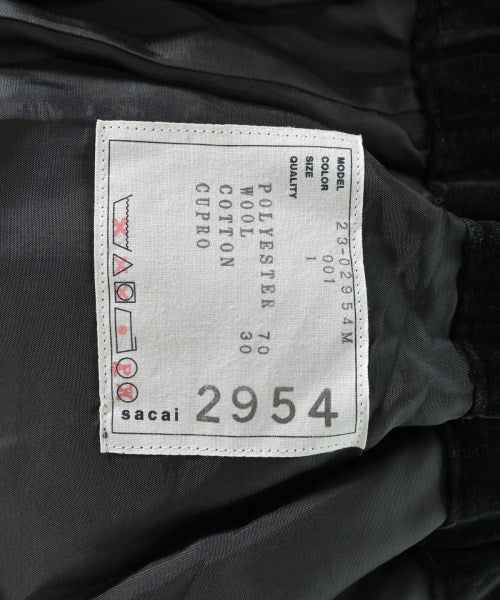 MODEL 23-02954M
COLOR 001
SIZE 1
QUALITY
POLYESTER 70
WOOL 30
COTTON
CUPRO
sacai 2954